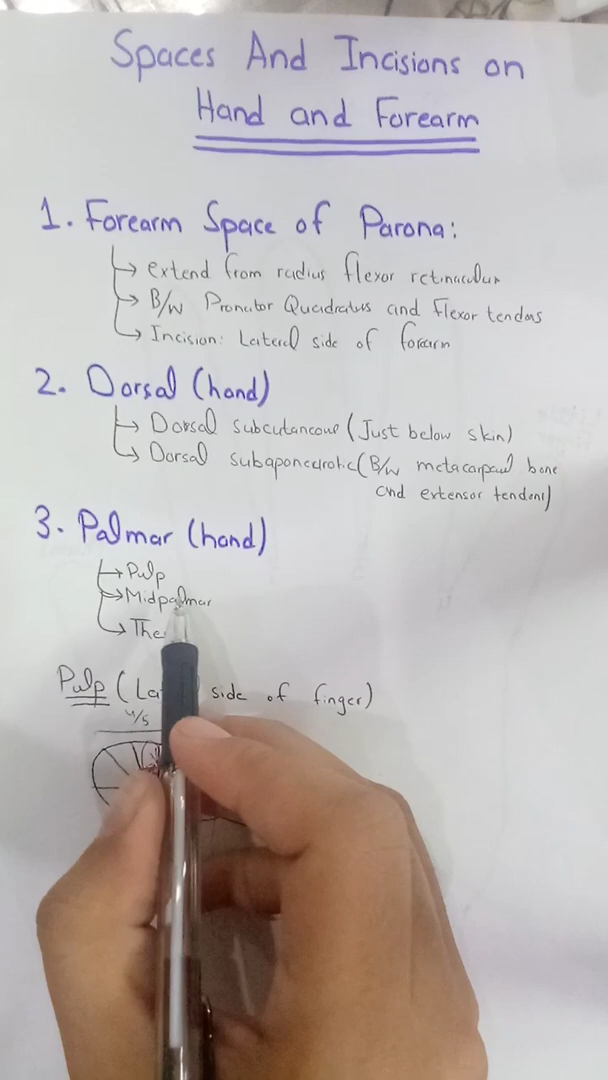 Spaces And Incisions on
Hand and Forearm
1. Forearm Space of Parona:
extend from radius flexor retinaculum
B/w Pronator Quadratus and Flexor tendons
Incision: Lateral side of forearm
2. Dorsal (hand)
Dorsal subcutaneous (Just below skin)
Dorsal subaponeurotic (B/w metacarpal bone
and extensor tendons)
3. Palmar (hand)
Pulp
Midpalmar
The
Pulp (La side of finger)
4/5